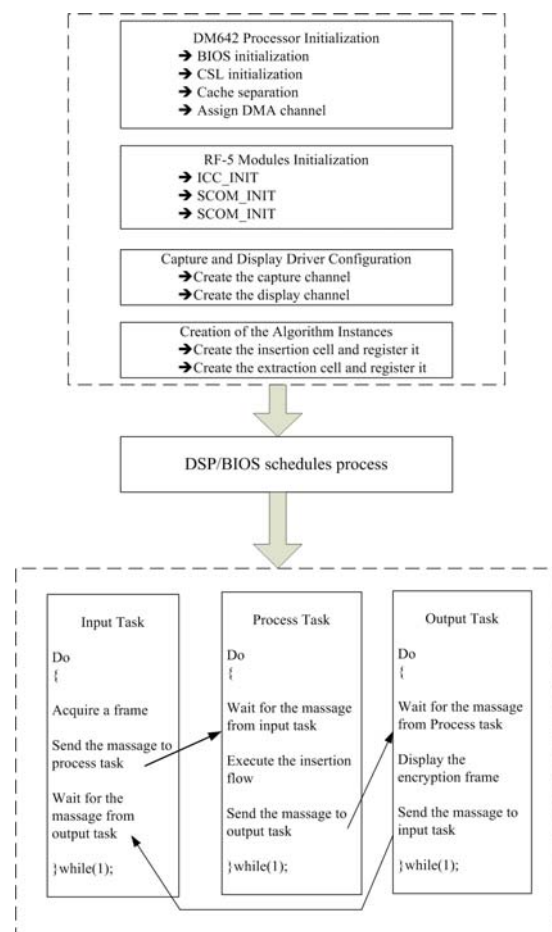 DM642 Processor Initialization
➔ BIOS initialization
➔ CSL initialization
➔ Cache separation
➔ Assign DMA channel
RF-5 Modules Initialization
➔ ICC_INIT
➔ SCOM_INIT
➔ SCOM_INIT
Capture and Display Driver Configuration
➔Create the capture channel
➔Create the display channel
Creation of the Algorithm Instances
➔Create the insertion cell and register it
➔Create the extraction cell and register it
DSP/BIOS schedules process
Input Task
Do
{
Acquire a frame
Send the massage to
process task
Wait for the
massage from
output task
}while(1);
Process Task
Do
{
Wait for the massage
from input task
Execute the insertion
flow
Send the massage to
output task
}while(1);
Output Task
Do
{
Wait for the massage
from Process task
Display the
encryption frame
Send the massage to
input task
}while(1);